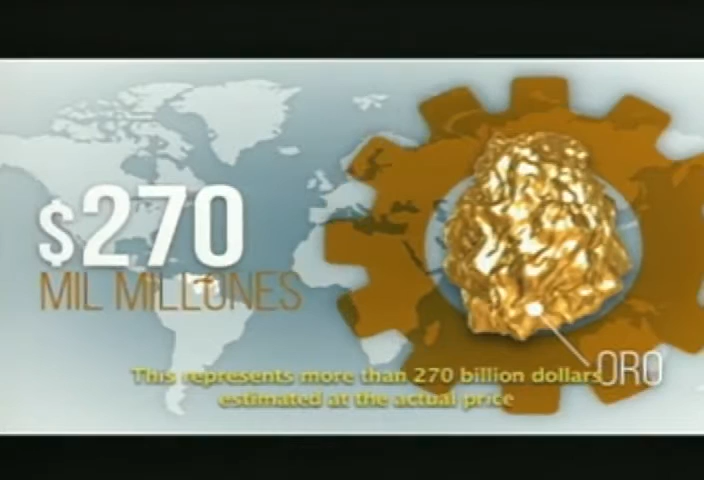 $270
MIL MILLONES
ORO
This represents more than 270 billion dollars
estimated at the actual price